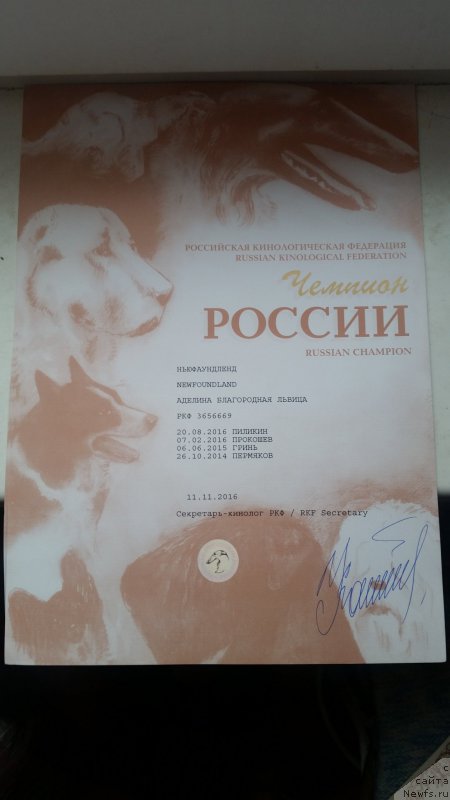 РОССИЙСКАЯ КИНОЛОГИЧЕСКАЯ ФЕДЕРАЦИЯ
RUSSIAN KINOLOGICAL FEDERATION
Чемпион
РОССИИ
RUSSIAN CHAMPION
НЬЮФАУНДЛЕНД
NEWFOUNDLAND
АДЕЛИНА БЛАГОРОДНАЯ ЛЬВИЦА
РКФ 3656669
20.08.2016 ПИЛИКИН
07.02.2016 ПРОКОШЕВ
06.06.2015 ГРИНЬ
26.10.2014 ПЕРМЯКОВ
11.11.2016
Секретарь-кинолог РКФ / RKF Secretary
с
сайта
Newfs.ru